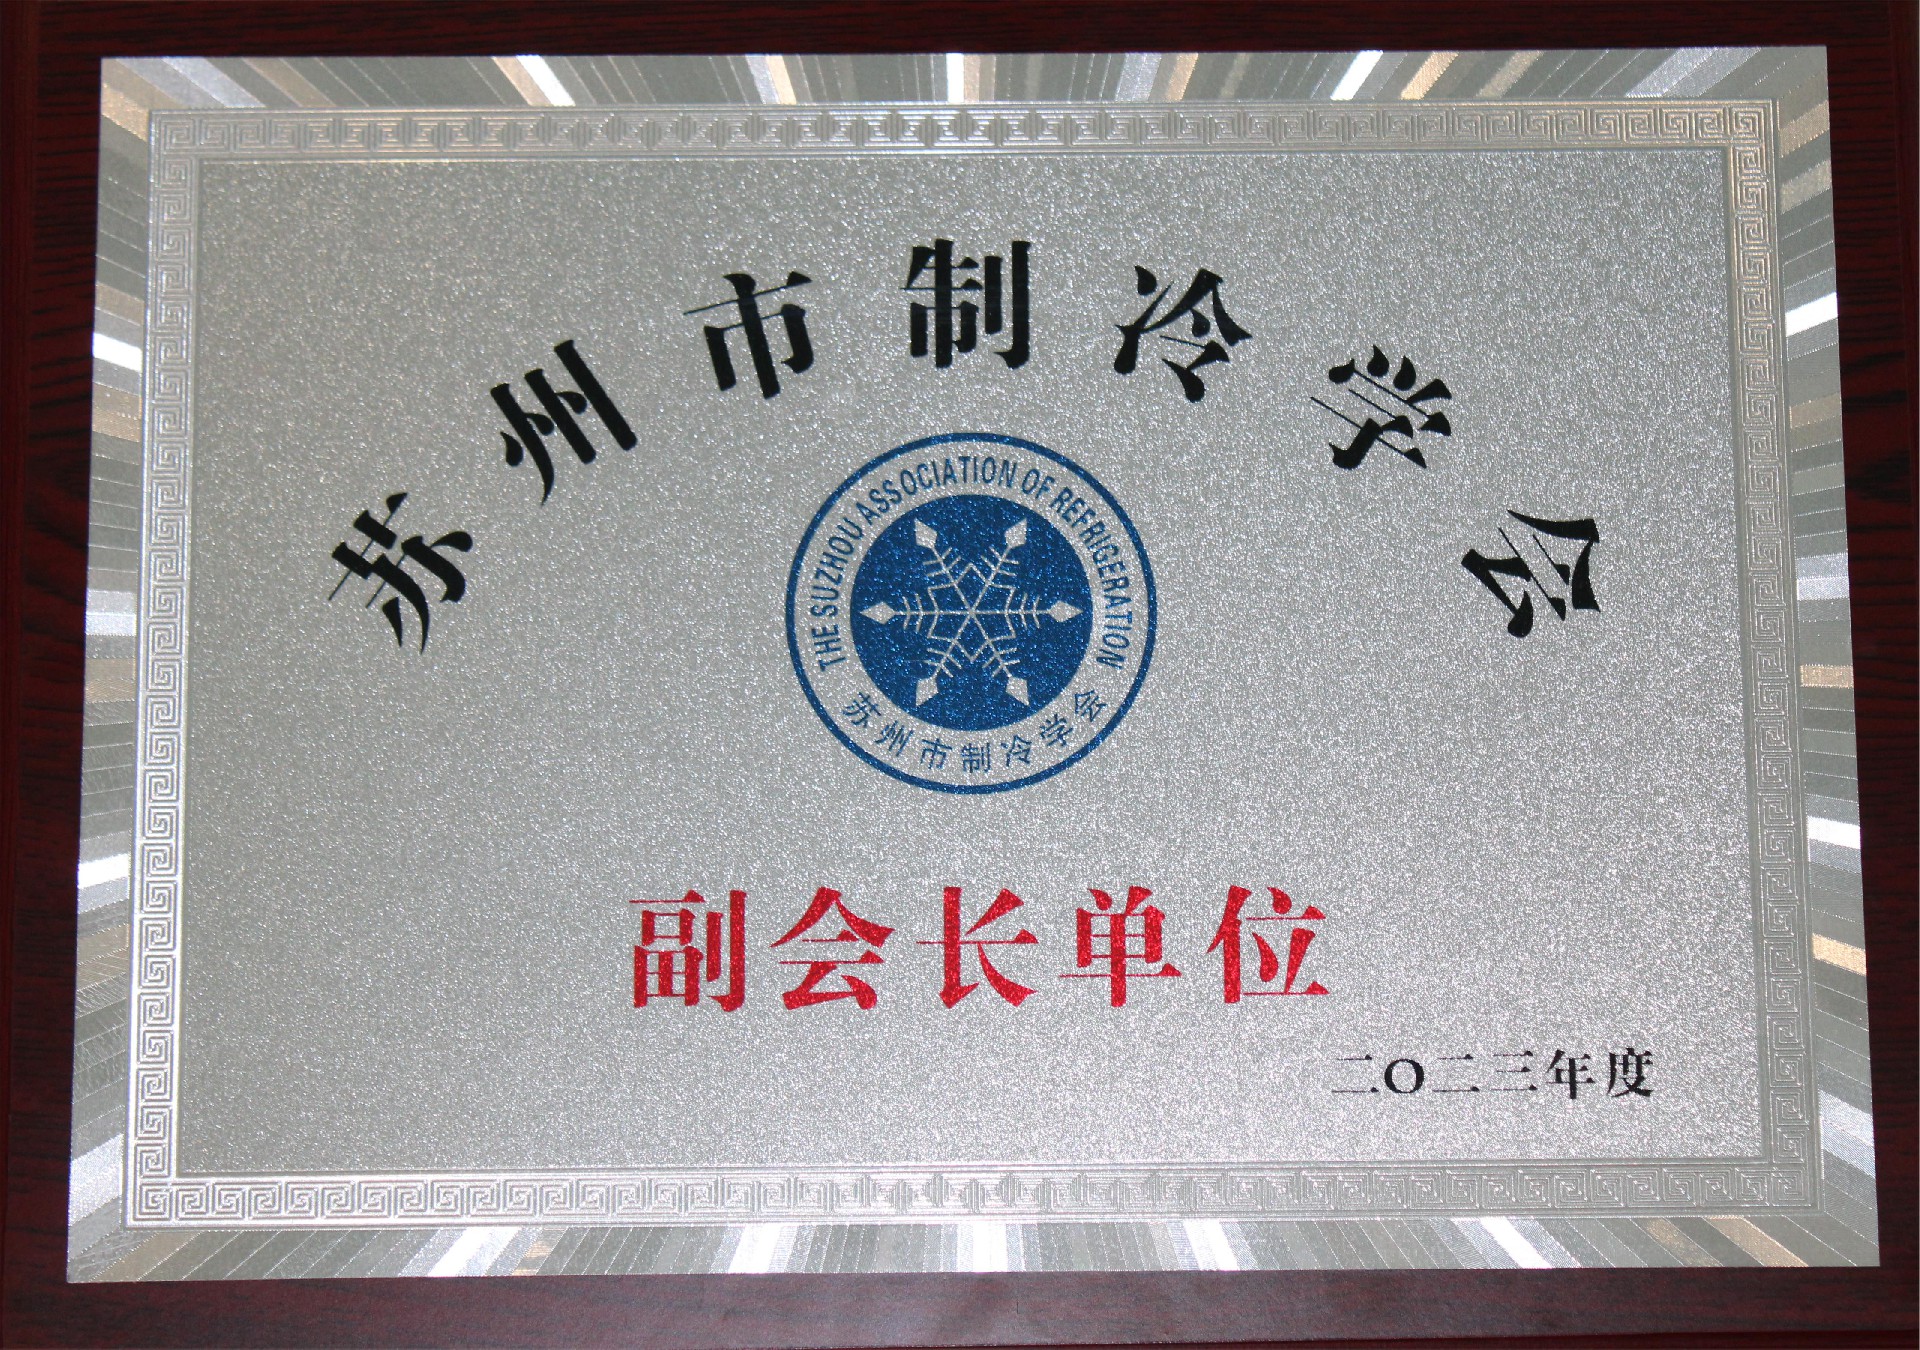 苏州市制冷学会
THE SUZHOU ASSOCIATION OF REFRIGERATION
苏州市制冷学会
副会长单位
二〇二三年度